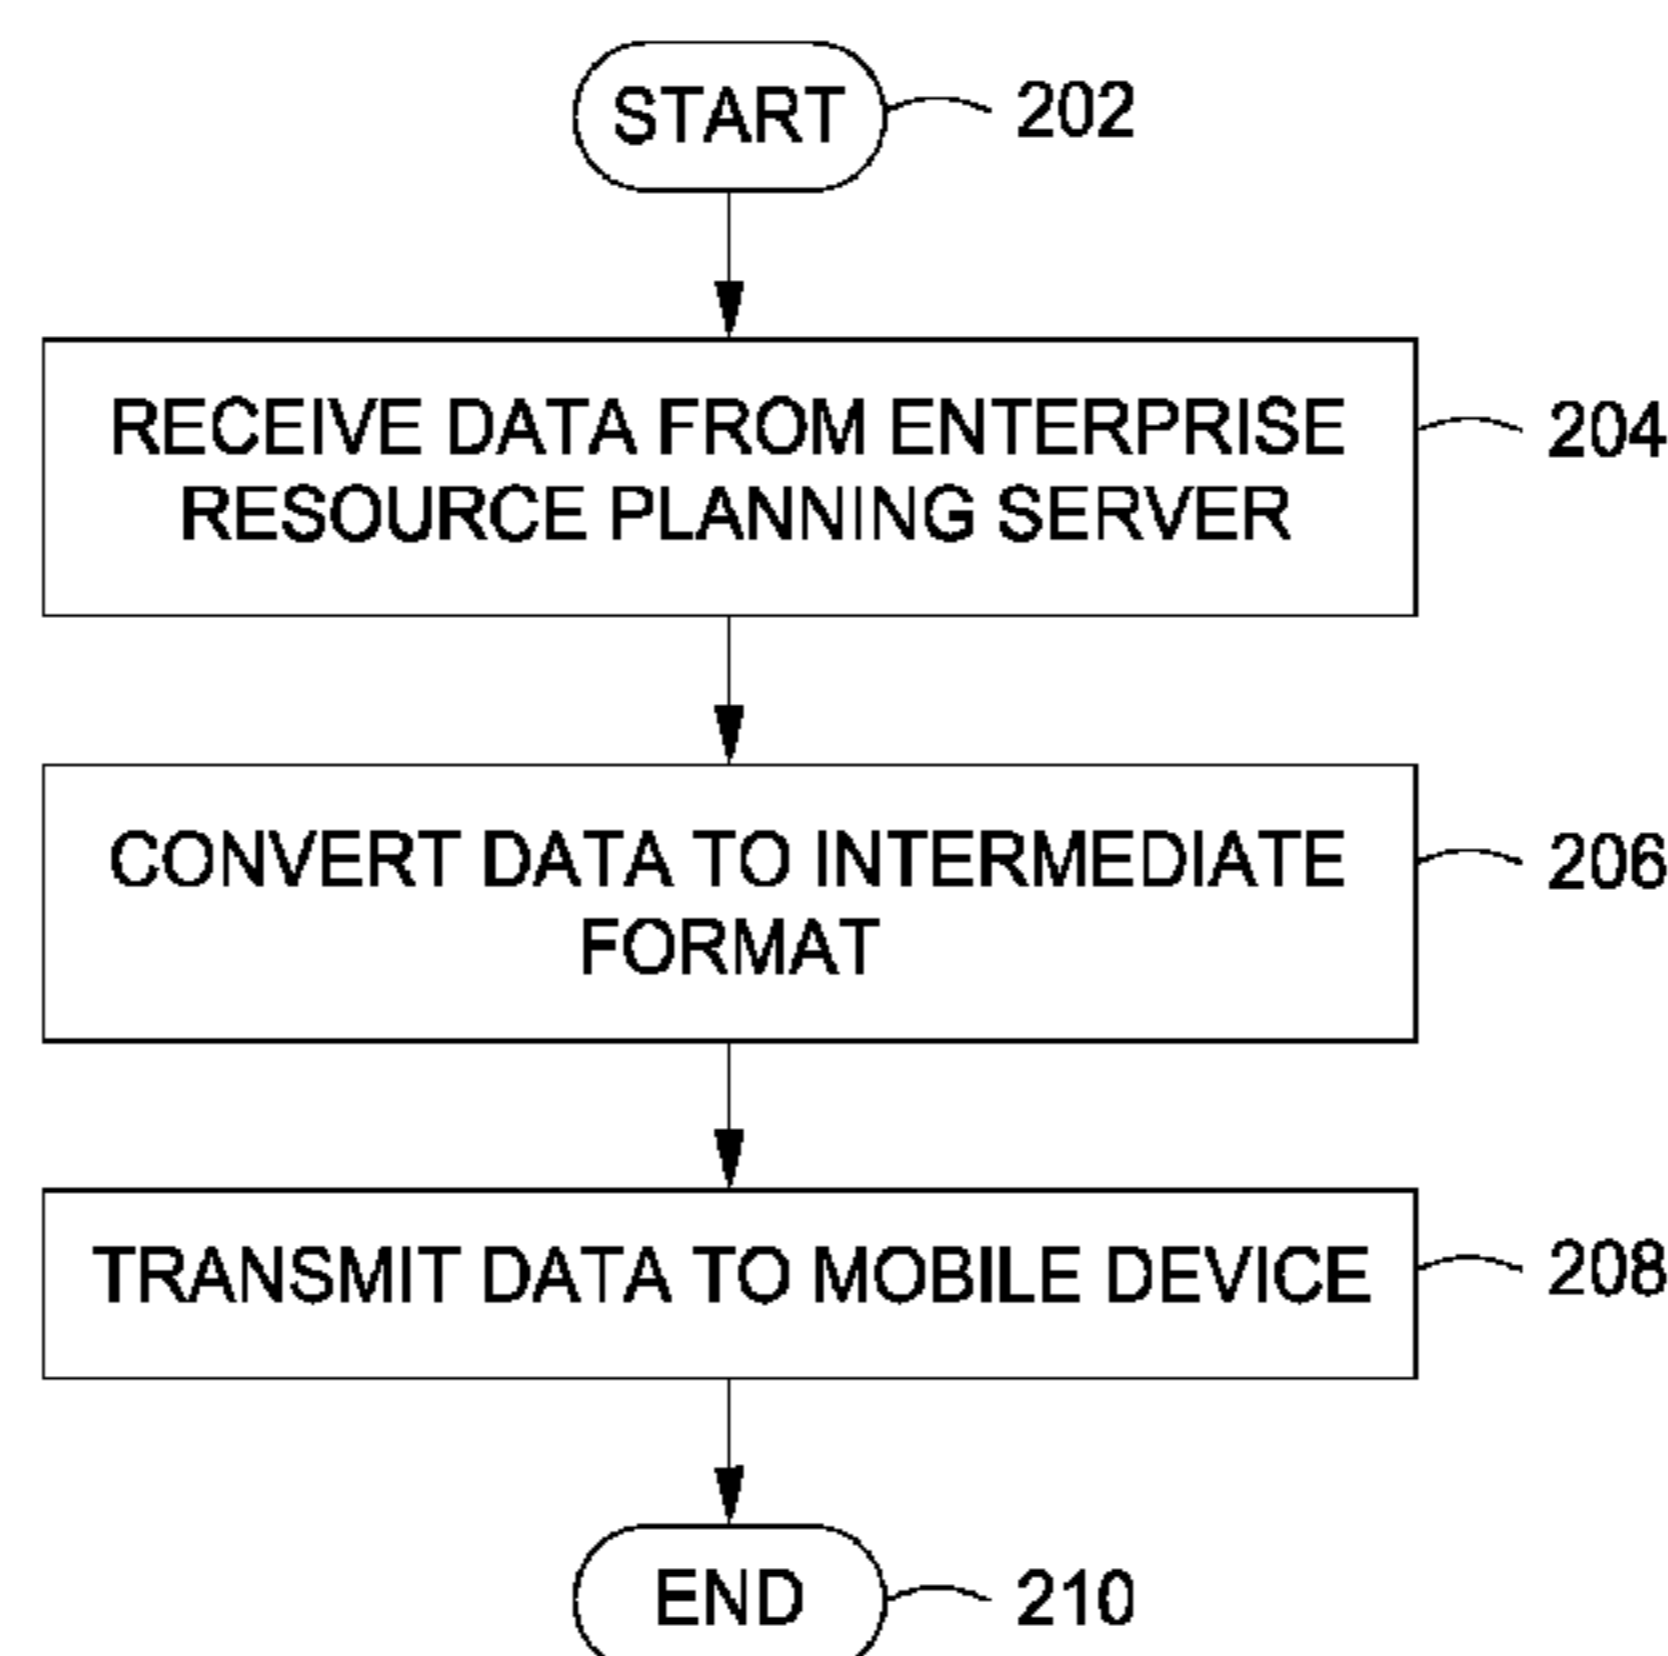 START
202
RECEIVE DATA FROM ENTERPRISE
RESOURCE PLANNING SERVER
204
CONVERT DATA TO INTERMEDIATE
FORMAT
206
TRANSMIT DATA TO MOBILE DEVICE
208
END
210